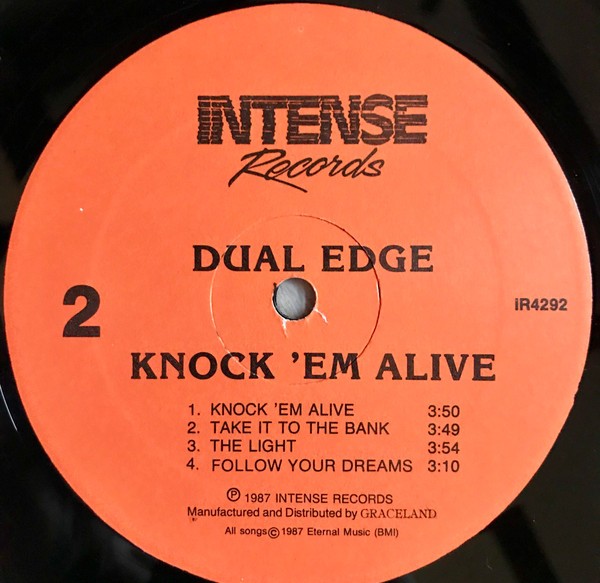 INTENSE
Records
DUAL EDGE
2
iR4292
KNOCK 'EM ALIVE
1. KNOCK 'EM ALIVE 3:50
2. TAKE IT TO THE BANK 3:49
3. THE LIGHT 3:54
4. FOLLOW YOUR DREAMS 3:10
Ⓟ 1987 INTENSE RECORDS
Manufactured and Distributed by GRACELAND
All songs © 1987 Eternal Music (BMI)